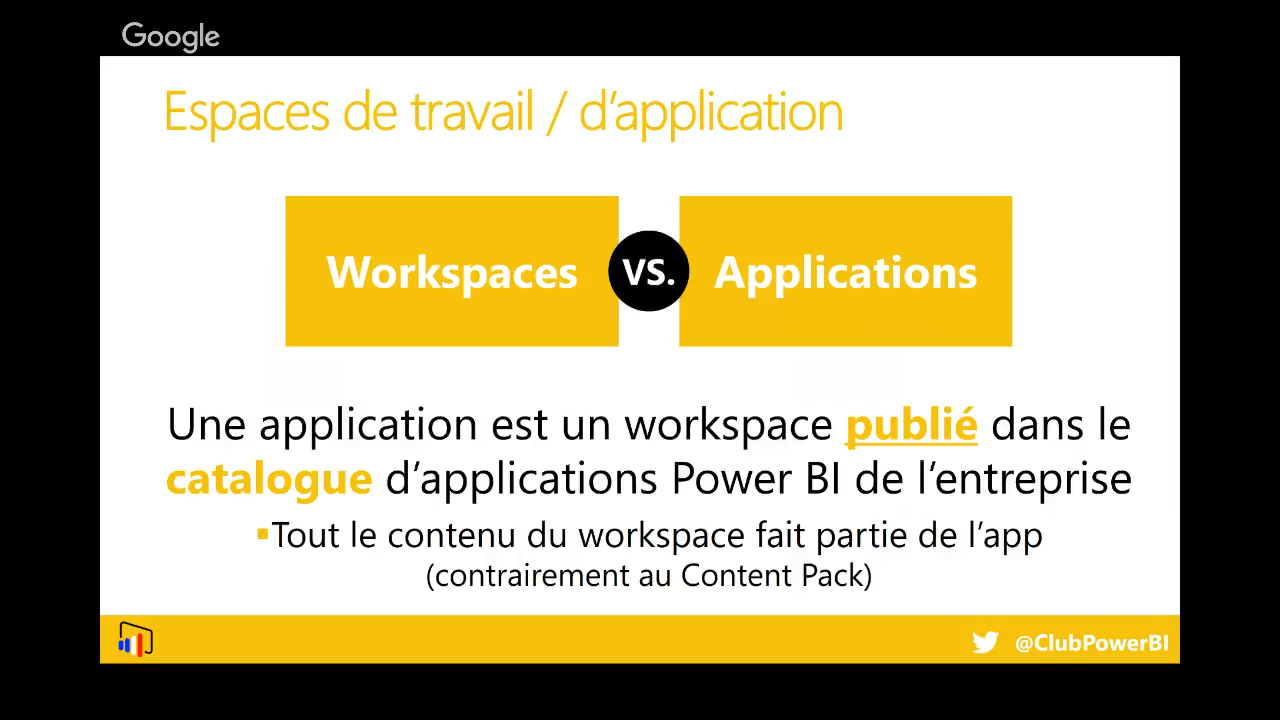 Google
Espaces de travail / d’application
Workspaces VS. Applications
Une application est un workspace publié dans le
catalogue d’applications Power BI de l’entreprise
▪Tout le contenu du workspace fait partie de l’app
(contrairement au Content Pack)
@ClubPowerBI